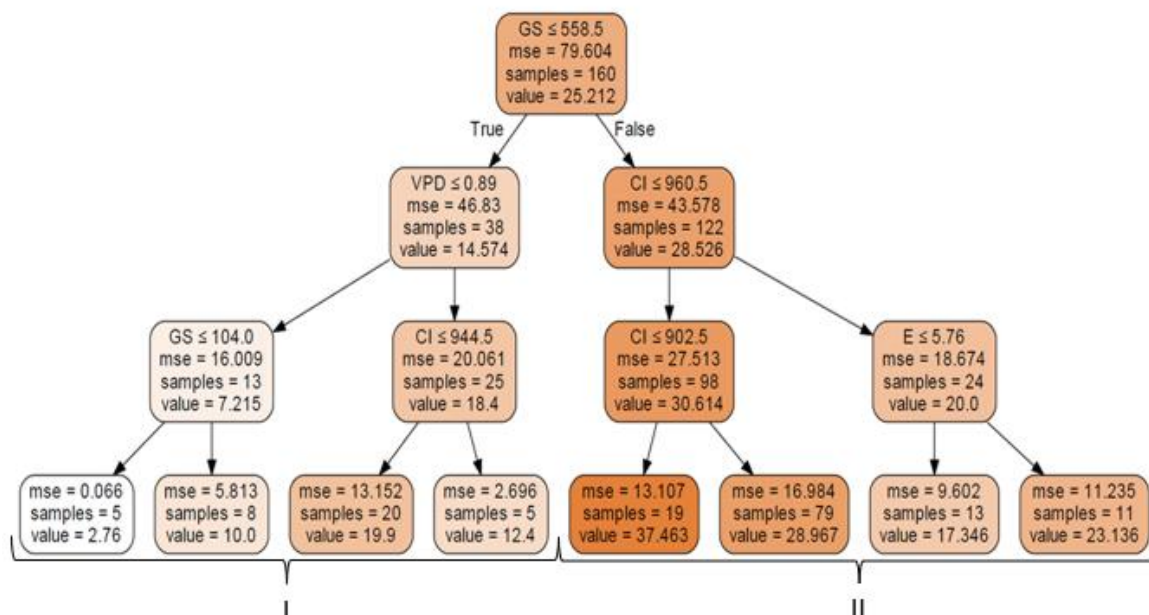 GS ≤ 558.5
mse = 79.604
samples = 160
value = 25.212
True
False
VPD ≤ 0.89
mse = 46.83
samples = 38
value = 14.574
CI ≤ 960.5
mse = 43.578
samples = 122
value = 28.526
GS ≤ 104.0
mse = 16.009
samples = 13
value = 7.215
CI ≤ 944.5
mse = 20.061
samples = 25
value = 18.4
CI ≤ 902.5
mse = 27.513
samples = 98
value = 30.614
E ≤ 5.76
mse = 18.674
samples = 24
value = 20.0
mse = 0.066
samples = 5
value = 2.76
mse = 5.813
samples = 8
value = 10.0
mse = 13.152
samples = 20
value = 19.9
mse = 2.696
samples = 5
value = 12.4
mse = 13.107
samples = 19
value = 37.463
mse = 16.984
samples = 79
value = 28.967
mse = 9.602
samples = 13
value = 17.346
mse = 11.235
samples = 11
value = 23.136
I
II